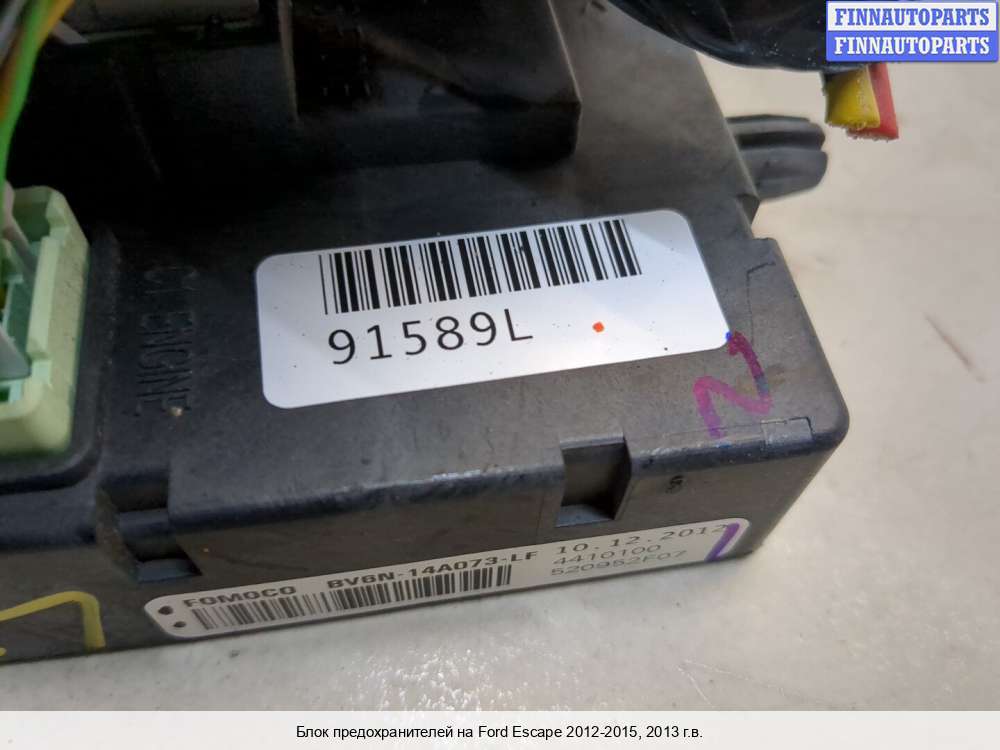 FINNAUTOPARTS
FINNAUTOPARTS
91589L
FOMOCO BV6N-14A073-LF 10.12.2012
4410100
520952F07
Блок предохранителей на Ford Escape 2012-2015, 2013 г.в.